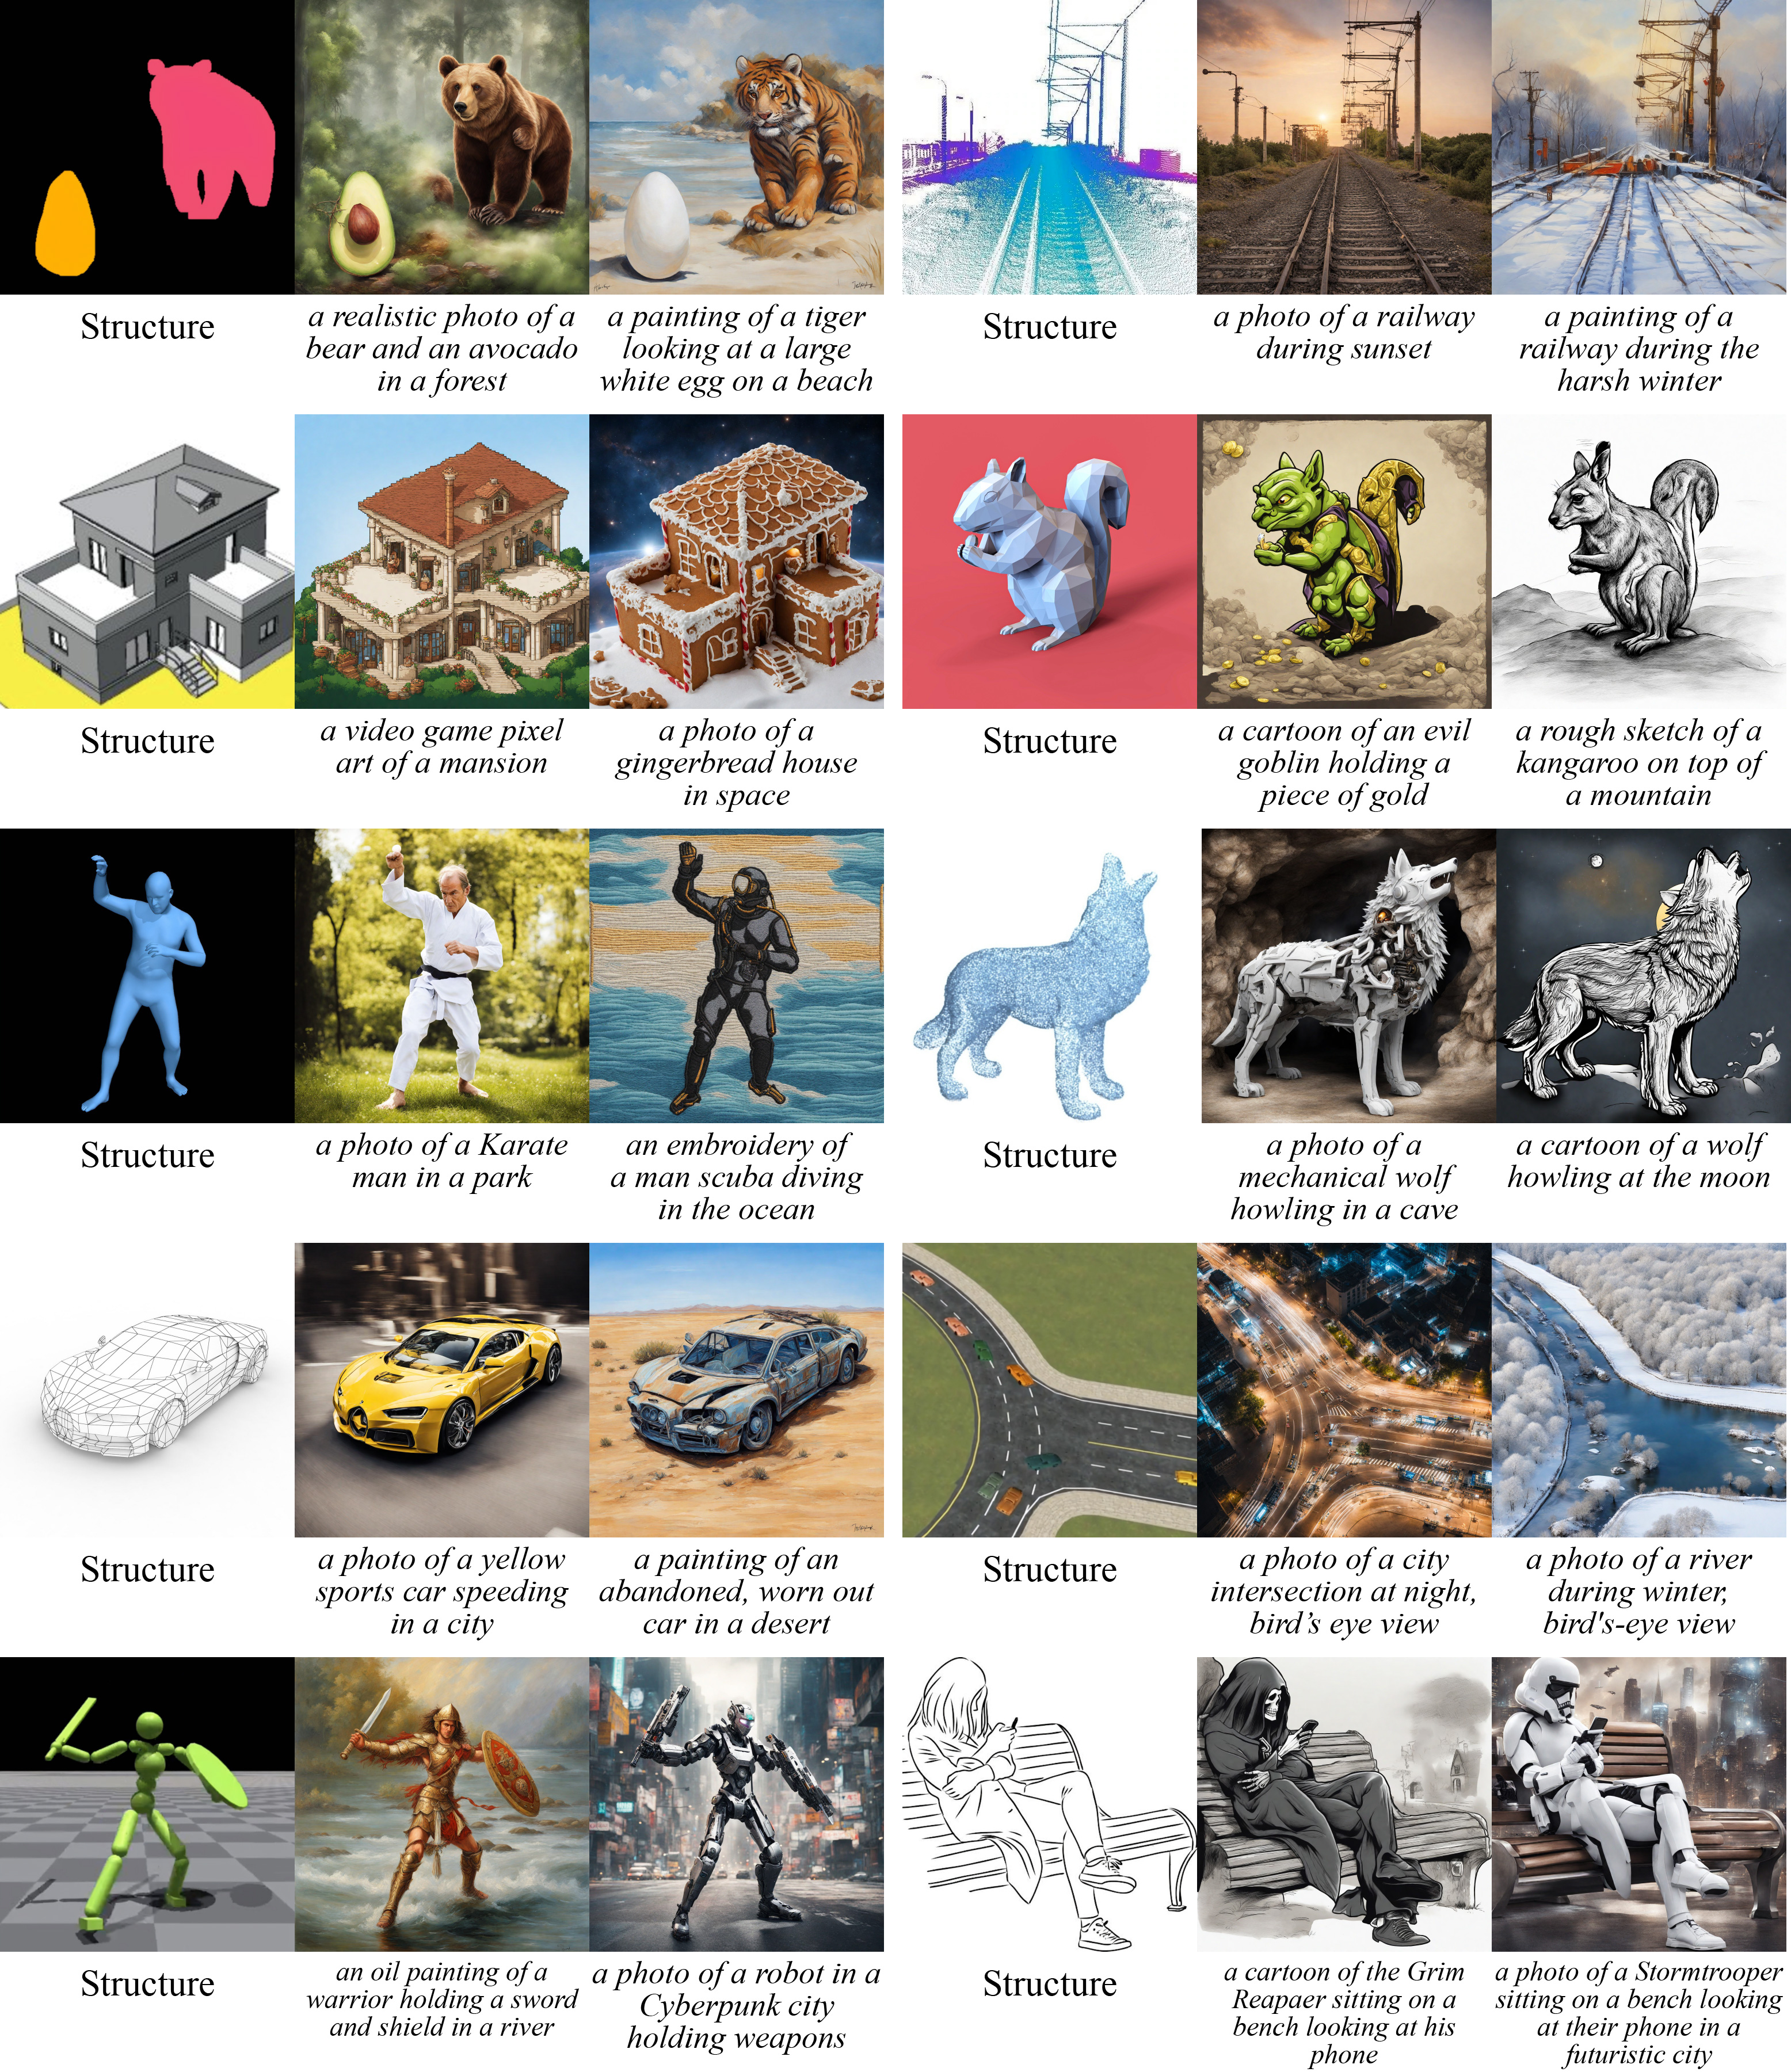 Structure
a realistic photo of a
bear and an avocado
in a forest
a painting of a tiger
looking at a large
white egg on a beach
Structure
a photo of a railway
during sunset
a painting of a
railway during the
harsh winter
Structure
a video game pixel
art of a mansion
a photo of a
gingerbread house
in space
Structure
a cartoon of an evil
goblin holding a
piece of gold
a rough sketch of a
kangaroo on top of
a mountain
Structure
a photo of a Karate
man in a park
an embroidery of
a man scuba diving
in the ocean
Structure
a photo of a
mechanical wolf
howling in a cave
a cartoon of a wolf
howling at the moon
Structure
a photo of a yellow
sports car speeding
in a city
a painting of an
abandoned, worn out
car in a desert
Structure
a photo of a city
intersection at night,
bird’s eye view
a photo of a river
during winter,
bird's-eye view
Structure
an oil painting of a
warrior holding a sword
and shield in a river
a photo of a robot in a
Cyberpunk city
holding weapons
Structure
a cartoon of the Grim
Reapaer sitting on a
bench looking at his
phone
a photo of a Stormtrooper
sitting on a bench looking
at their phone in a
futuristic city